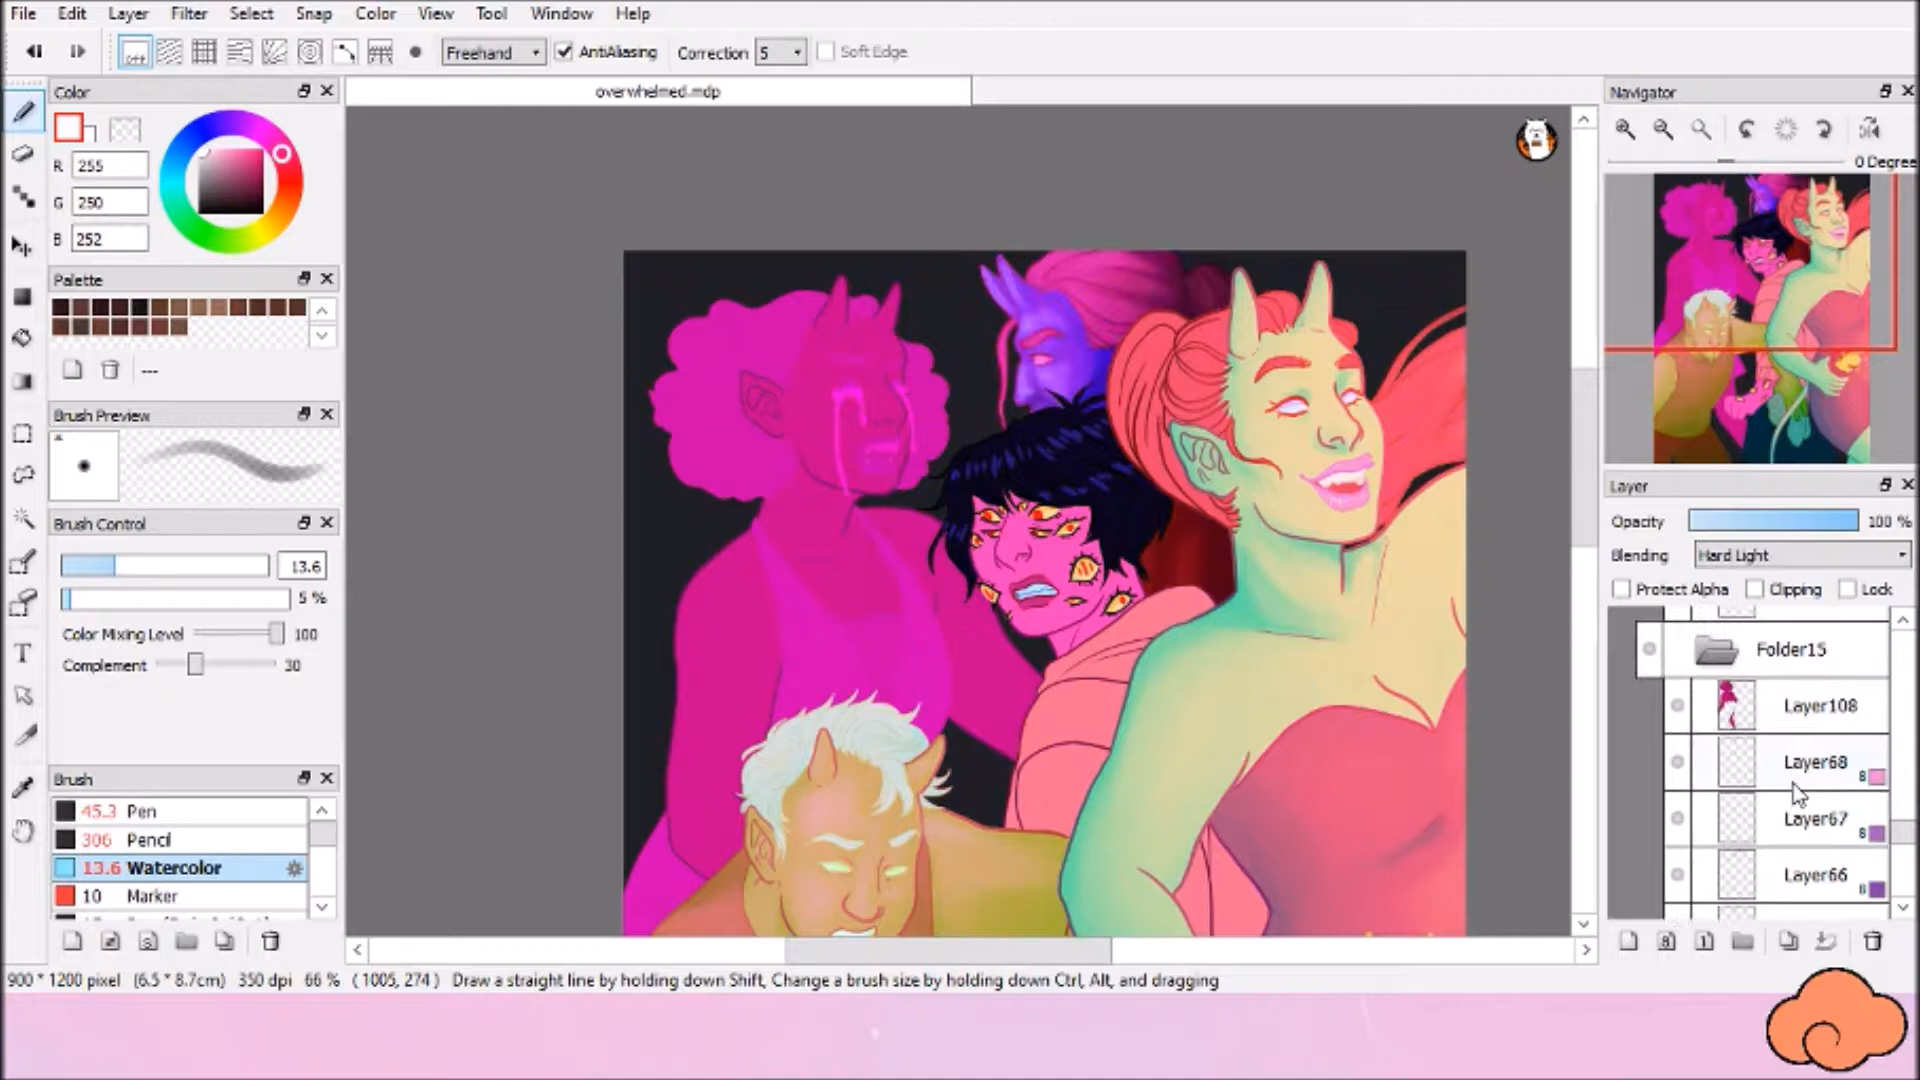 File Edit Layer Filter Select Snap Color View Tool Window Help
off Freehand AntiAliasing Correction 5 Soft Edge
Color
overwhelmed.mdp
Navigator
R 255
G 250
B 252
0 Degree
Palette
---
Brush Preview
Layer
Opacity 100 %
Brush Control
Blending Hard Light
13.6
Protect Alpha Clipping Lock
5 %
Color Mixing Level 100
Complement 30
Folder15
Layer108
Layer68
8
Layer67
8
Layer66
8
Brush
45.3 Pen
306 Pencil
13.6 Watercolor
10 Marker
900 * 1200 pixel (6.5 * 8.7cm) 350 dpi 66 % ( 1005, 274 ) Draw a straight line by holding down Shift, Change a brush size by holding down Ctrl, Alt, and dragging